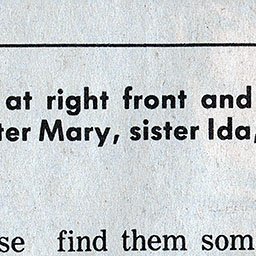 at right front and
ter Mary, sister Ida,
se find them som